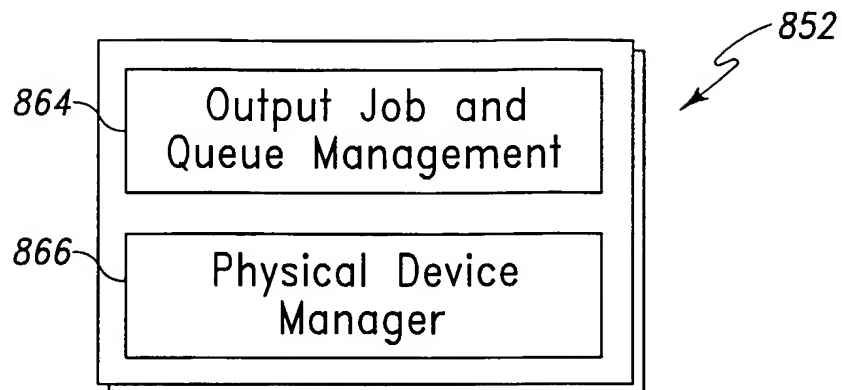 852
864
Output Job and
Queue Management
866
Physical Device
Manager